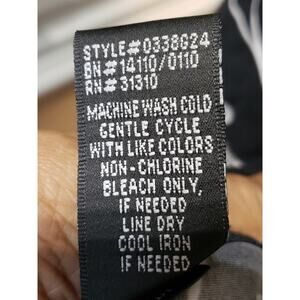 STYLE#0338G24
BN#14110/0110
RN#31310
MACHINE WASH COLD
GENTLE CYCLE
WITH LIKE COLORS
NON-CHLORINE
BLEACH ONLY,
IF NEEDED
LINE DRY
COOL IRON
IF NEEDED